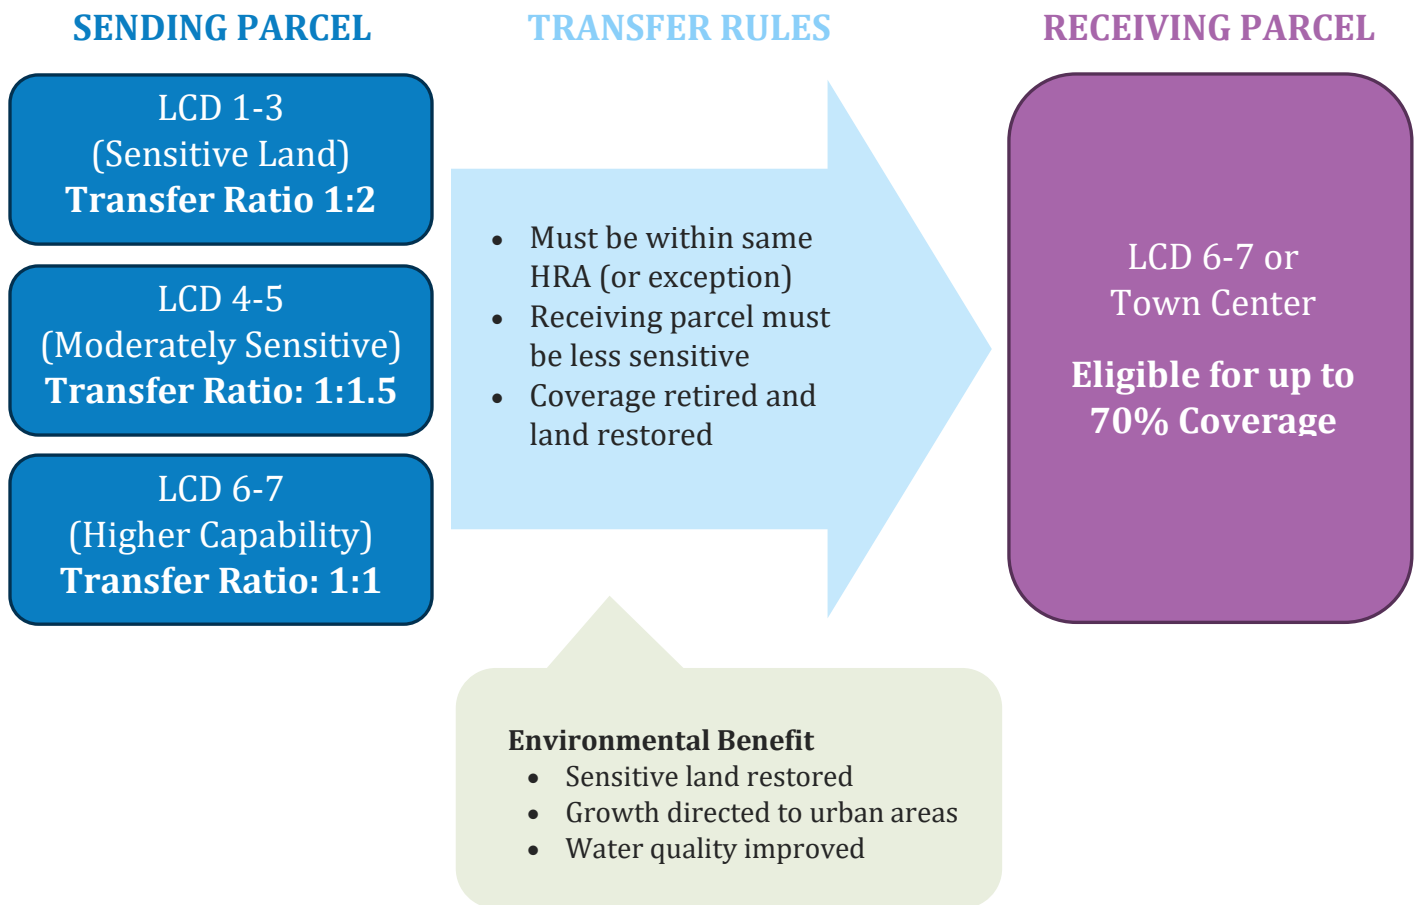 SENDING PARCEL
LCD 1-3
(Sensitive Land)
Transfer Ratio 1:2
LCD 4-5
(Moderately Sensitive)
Transfer Ratio: 1:1.5
LCD 6-7
(Higher Capability)
Transfer Ratio: 1:1
TRANSFER RULES
• Must be within same
HRA (or exception)
• Receiving parcel must
be less sensitive
• Coverage retired and
land restored
RECEIVING PARCEL
LCD 6-7 or
Town Center
Eligible for up to
70% Coverage
Environmental Benefit
• Sensitive land restored
• Growth directed to urban areas
• Water quality improved